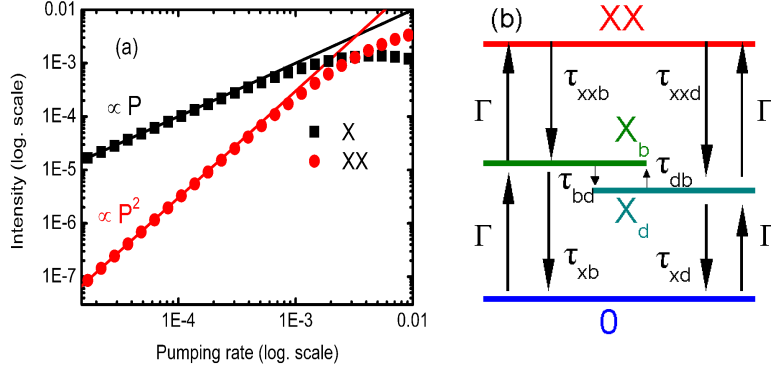 (a)
0.01
1E-3
1E-4
1E-5
1E-6
1E-7
Intensity (log. scale)
∝ P
∝ P²
X
XX
1E-4
1E-3
0.01
Pumping rate (log. scale)
(b)
XX
Γ
τxxb
τxxd
Γ
Xb
τbd
τdb
Xd
Γ
τxb
τxd
Γ
0